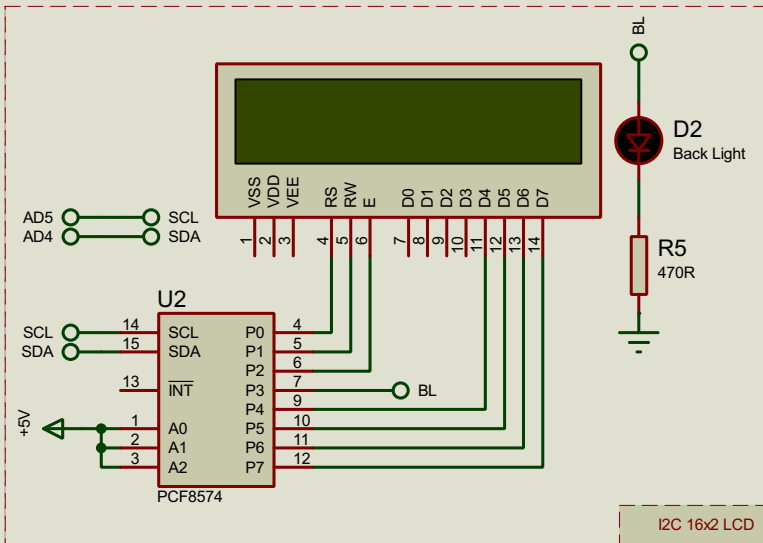 BL
D2
Back Light
VSS
VDD
VEE
RS
RW
E
D0
D1
D2
D3
D4
D5
D6
D7
1
2
3
4
5
6
7
8
9
10
11
12
13
14
AD5 SCL
AD4 SDA
R5
470R
U2
SCL 14 SCL P0 4
SDA 15 SDA P1 5
P2 6
13 INT P3 7 BL
P4 9
+5V 1 A0 P5 10
2 A1 P6 11
3 A2 P7 12
PCF8574
I2C 16x2 LCD